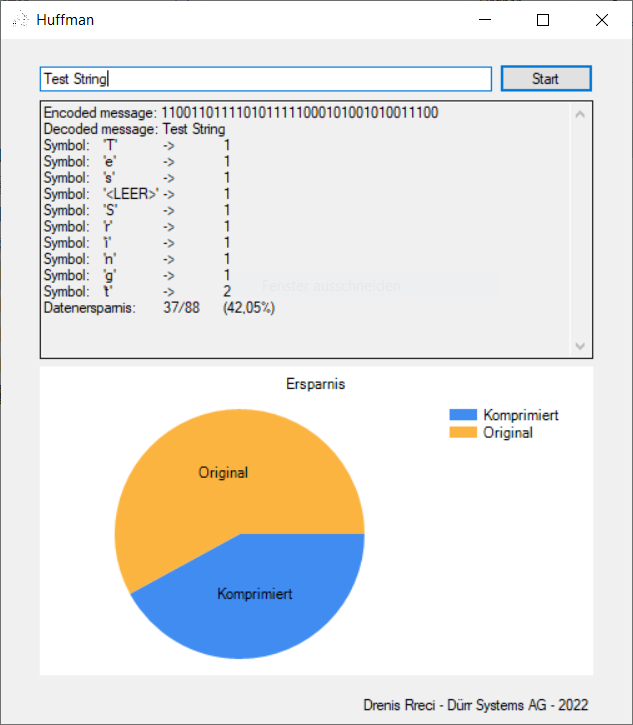 Huffman
Test String
Start
Encoded message: 1100110111101011111000101001010011100
Decoded message: Test String
Symbol: 'T' -> 1
Symbol: 'e' -> 1
Symbol: 's' -> 1
Symbol: '<LEER>' -> 1
Symbol: 'S' -> 1
Symbol: 'r' -> 1
Symbol: 'i' -> 1
Symbol: 'n' -> 1
Symbol: 'g' -> 1
Fenster ausschneiden
Symbol: 't' -> 2
Datenersparnis: 37/88 (42,05%)
Ersparnis
Komprimiert
Original
Original
Komprimiert
Drenis Rreci - Dürr Systems AG - 2022